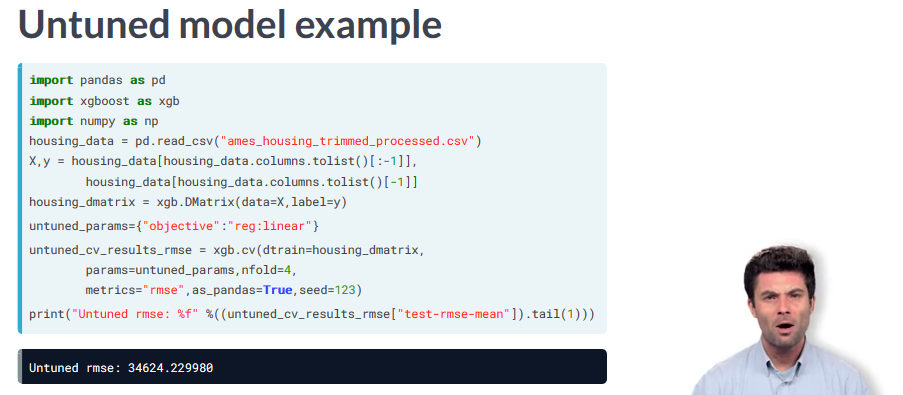 Untuned model example
import pandas as pd
import xgboost as xgb
import numpy as np
housing_data = pd.read_csv("ames_housing_trimmed_processed.csv")
X,y = housing_data[housing_data.columns.tolist()[:-1]],
housing_data[housing_data.columns.tolist()[-1]]
housing_dmatrix = xgb.DMatrix(data=X,label=y)
untuned_params={"objective":"reg:linear"}
untuned_cv_results_rmse = xgb.cv(dtrain=housing_dmatrix,
params=untuned_params,nfold=4,
metrics="rmse",as_pandas=True,seed=123)
print("Untuned rmse: %f" %((untuned_cv_results_rmse["test-rmse-mean"]).tail(1)))
Untuned rmse: 34624.229980